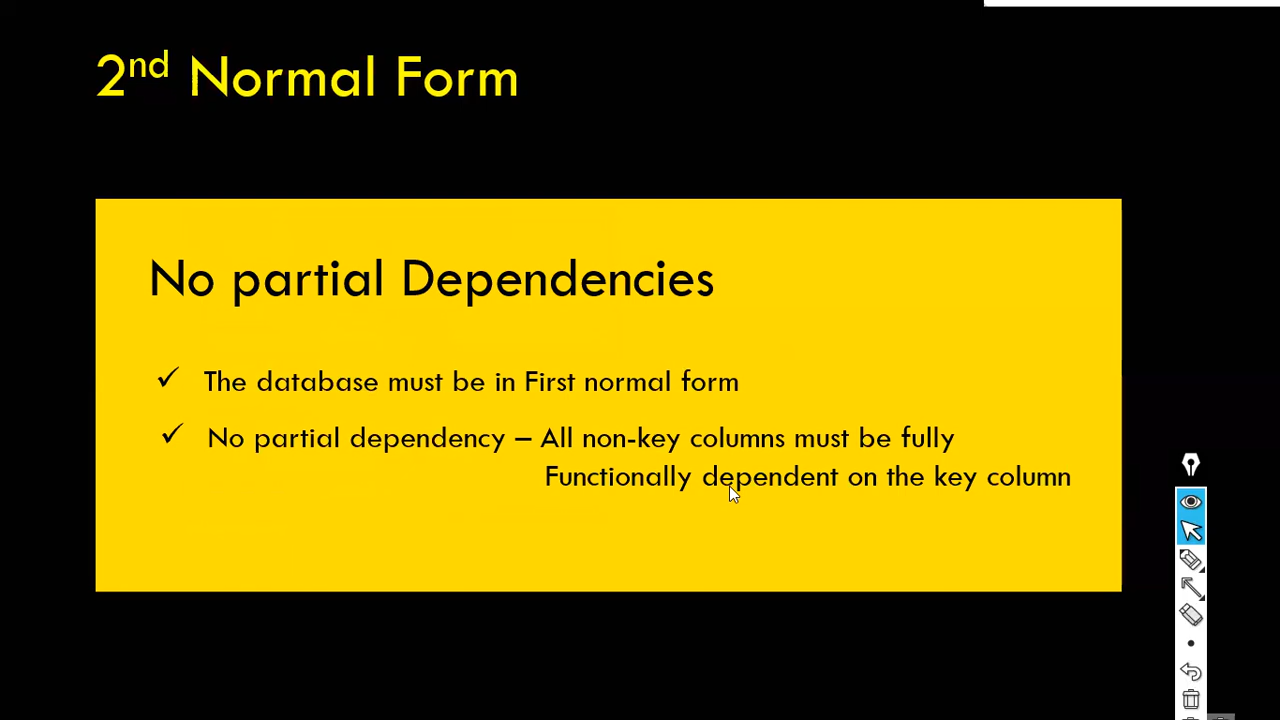 2nd Normal Form
No partial Dependencies
✓ The database must be in First normal form
✓ No partial dependency – All non-key columns must be fully
Functionally dependent on the key column